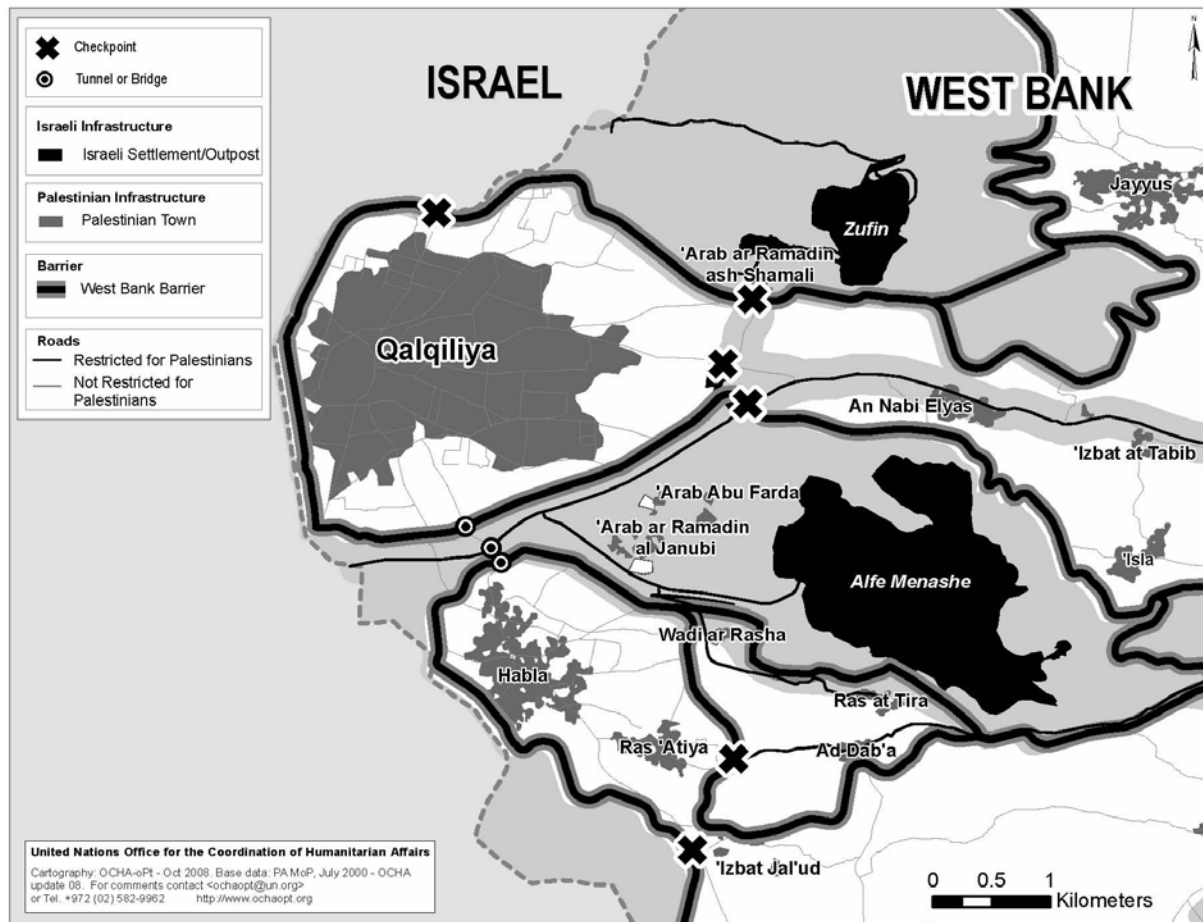 Checkpoint
Tunnel or Bridge
Israeli Infrastructure
Israeli Settlement/Outpost
Palestinian Infrastructure
Palestinian Town
Barrier
West Bank Barrier
Roads
Restricted for Palestinians
Not Restricted for
Palestinians
ISRAEL
WEST BANK
N
Jayyus
Zufin
'Arab ar Ramadin
ash Shamali
Qalqiliya
An Nabi Elyas
'Izbat at Tabib
'Arab Abu Farda
'Arab ar Ramadin
al Janubi
'Isla
Alfe Menashe
Wadi ar Rasha
Habla
Ras at Tira
Ras 'Atiya
Ad Dab'a
'Izbat Jal'ud
United Nations Office for the Coordination of Humanitarian Affairs
Cartography: OCHA-oPt - Oct 2008. Base data: PA MoP, July 2000 - OCHA
update 08. For comments contact <ochaopt@un.org>
or Tel. +972 (02) 582-9962 http://www.ochaopt.org
0 0.5 1
Kilometers